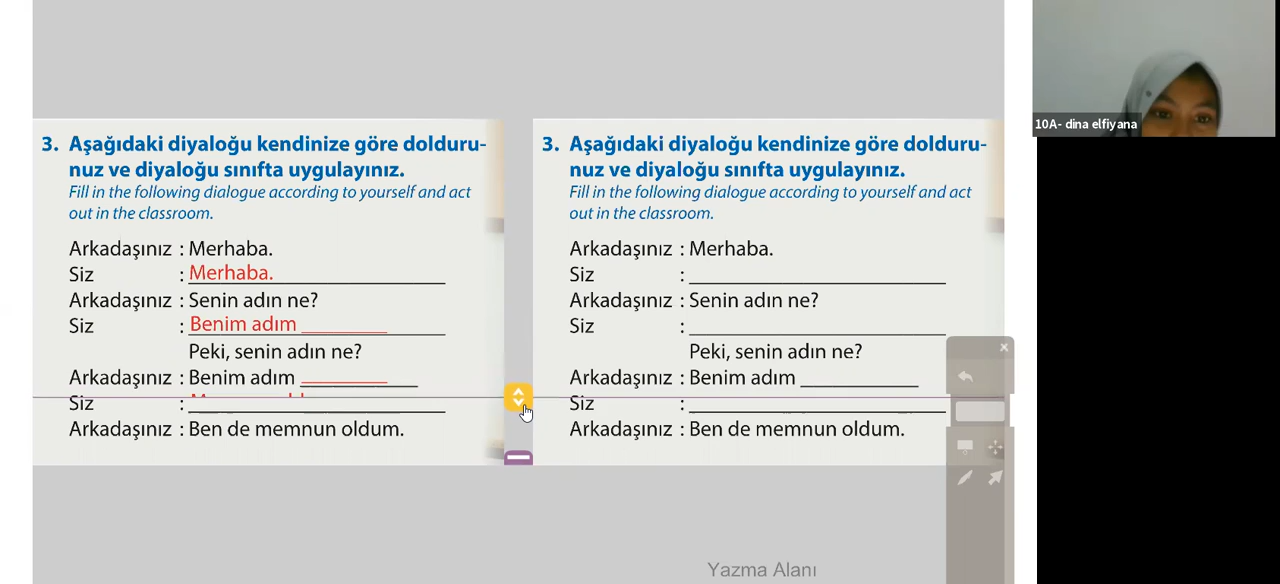 3. Aşağıdaki diyaloğu kendinize göre dolduru-
nuz ve diyaloğu sınıfta uygulayınız.
Fill in the following dialogue according to yourself and act
out in the classroom.
Arkadaşınız : Merhaba.
Siz : Merhaba.
Arkadaşınız : Senin adın ne?
Siz : Benim adım
Peki, senin adın ne?
Arkadaşınız : Benim adım
Siz :
Arkadaşınız : Ben de memnun oldum.
3. Aşağıdaki diyaloğu kendinize göre dolduru-
nuz ve diyaloğu sınıfta uygulayınız.
Fill in the following dialogue according to yourself and act
out in the classroom.
Arkadaşınız : Merhaba.
Siz :
Arkadaşınız : Senin adın ne?
Siz :
Peki, senin adın ne?
Arkadaşınız : Benim adım
Siz :
Arkadaşınız : Ben de memnun oldum.
Yazma Alanı
10A- dina elfiyana